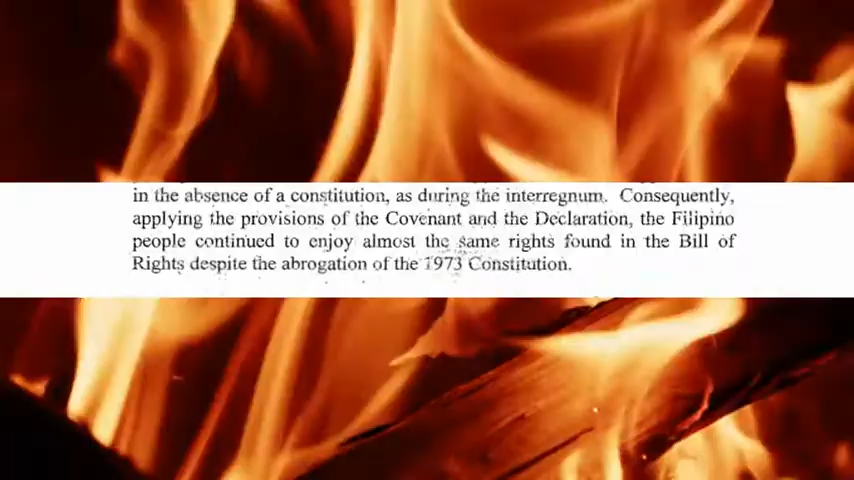 in the absence of a constitution, as during the interregnum. Consequently,
applying the provisions of the Covenant and the Declaration, the Filipino
people continued to enjoy almost the same rights found in the Bill of
Rights despite the abrogation of the 1973 Constitution.